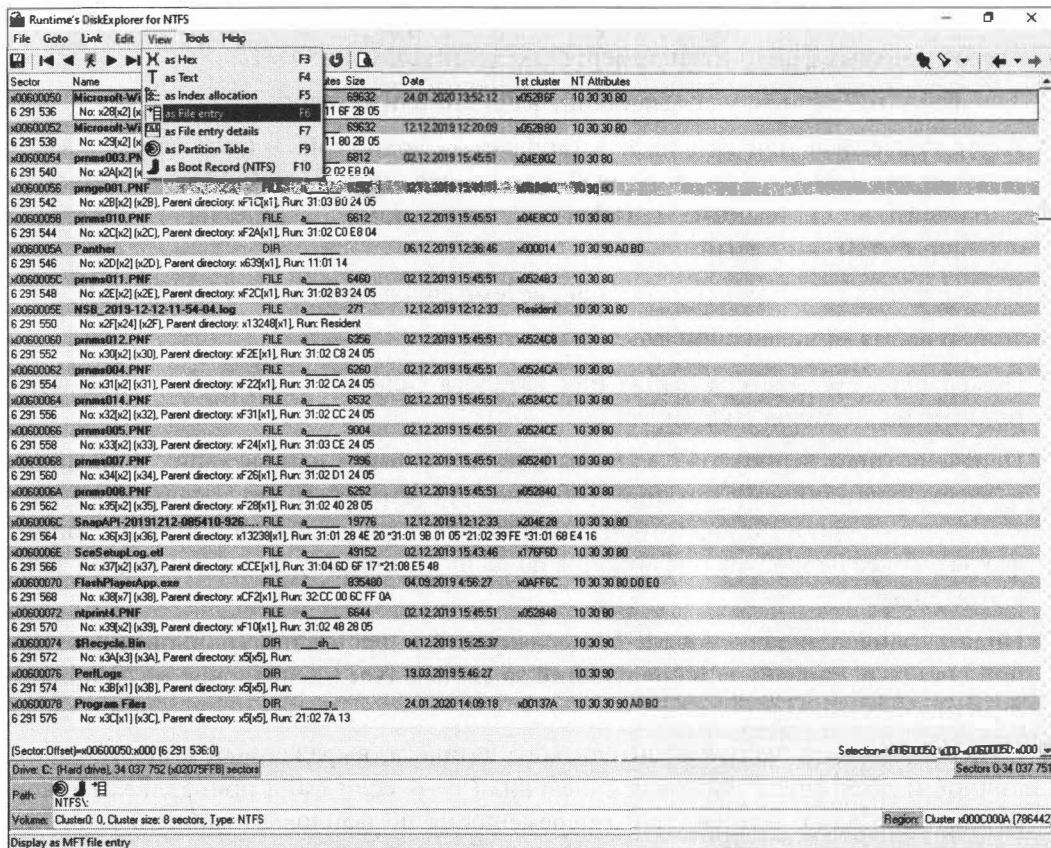 Runtime's DiskExplorer for NTFS
File Goto Link Edit View Tools Help
as Hex F3
as Text F4
as Index allocation F5
as File entry F6
as File entry details F7
as Partition Table F9
as Boot Record (NTFS) F10
Sector Name Size Date 1st cluster NT Attributes
x00600050 Microsoft-Wi 69632 24.01.2020 13:52:12 x052B6F 10 30 30 80
6 291 536 No: x28[x2] 11 6F 2B 05
x00600052 Microsoft-Wi 69632 12.12.2019 12:20:09 x052B80 10 30 30 80
6 291 538 No: x29[x2] 11 80 2B 05
x00600054 prnms003.PN 6812 02.12.2019 15:45:51 x04E802 10 30 80
6 291 540 No: x2A[x2] 2 02 E8 04
x00600056 prnge001.PNF
6 291 542 No: x2B[x2] (x2B), Parent directory: xF1C[x1], Run: 31:03 B0 24 05
x00600058 prnms010.PNF FILE a 6612 02.12.2019 15:45:51 x04E8C0 10 30 80
6 291 544 No: x2C[x2] (x2C), Parent directory: xF2A[x1], Run: 31:02 C0 E8 04
x0060005A Panther DIR 06.12.2019 12:36:46 x000014 10 30 90 A0 B0
6 291 546 No: x2D[x2] (x2D), Parent directory: x639[x1], Run: 11:01 14
x0060005C prnms011.PNF FILE a 6460 02.12.2019 15:45:51 x0524B3 10 30 80
6 291 548 No: x2E[x2] (x2E), Parent directory: xF2C[x1], Run: 31:02 B3 24 05
x0060005E NSB_2019-12-12-11-54-04.log FILE a 271 12.12.2019 12:12:33 Resident 10 30 30 80
6 291 550 No: x2F[x24] (x2F), Parent directory: x13248[x1], Run: Resident
x00600060 prnms012.PNF FILE a 6356 02.12.2019 15:45:51 x0524C8 10 30 80
6 291 552 No: x30[x2] (x30), Parent directory: xF2E[x1], Run: 31:02 C8 24 05
x00600062 prnms004.PNF FILE a 6260 02.12.2019 15:45:51 x0524CA 10 30 80
6 291 554 No: x31[x2] (x31), Parent directory: xF22[x1], Run: 31:02 CA 24 05
x00600064 prnms014.PNF FILE a 6532 02.12.2019 15:45:51 x0524CC 10 30 80
6 291 556 No: x32[x2] (x32), Parent directory: xF31[x1], Run: 31:02 CC 24 05
x00600066 prnms005.PNF FILE a 9004 02.12.2019 15:45:51 x0524CE 10 30 80
6 291 558 No: x33[x2] (x33), Parent directory: xF24[x1], Run: 31:03 CE 24 05
x00600068 prnms007.PNF FILE a 7996 02.12.2019 15:45:51 x0524D1 10 30 80
6 291 560 No: x34[x2] (x34), Parent directory: xF26[x1], Run: 31:02 D1 24 05
x0060006A prnms008.PNF FILE a 6252 02.12.2019 15:45:51 x052840 10 30 80
6 291 562 No: x35[x2] (x35), Parent directory: xF28[x1], Run: 31:02 40 28 05
x0060006C SnapAPI-20191212-085410-926... FILE a 19776 12.12.2019 12:12:33 x204E28 10 30 30 80
6 291 564 No: x36[x3] (x36), Parent directory: x13238[x1], Run: 31:01 28 4E 20 *31:01 9B 01 05 *21:02 39 FE *31:01 68 E4 16
x0060006E SceSetupLog.etl FILE a 49152 02.12.2019 15:43:46 x176F6D 10 30 30 80
6 291 566 No: x37[x2] (x37), Parent directory: xCCE[x1], Run: 31:04 6D 6F 17 *21:08 E5 48
x00600070 FlashPlayerApp.exe FILE a 835480 04.09.2019 4:56:27 x0AFF6C 10 30 30 80 D0 E0
6 291 568 No: x38[x7] (x38), Parent directory: xCF2[x1], Run: 32:CC 00 6C FF 0A
x00600072 ntprint4.PNF FILE a 6644 02.12.2019 15:45:51 x052848 10 30 80
6 291 570 No: x39[x2] (x39), Parent directory: xF10[x1], Run: 31:02 48 28 05
x00600074 $Recycle.Bin DIR __sh__ 04.12.2019 15:25:37 10 30 90
6 291 572 No: x3A[x3] (x3A), Parent directory: x5[x5], Run:
x00600076 PerfLogs DIR 19.03.2019 5:46:27 10 30 90
6 291 574 No: x3B[x1] (x3B), Parent directory: x5[x5], Run:
x00600078 Program Files DIR r 24.01.2020 14:09:18 x00137A 10 30 30 90 A0 B0
6 291 576 No: x3C[x1] (x3C), Parent directory: x5[x5], Run: 21:02 7A 13
(Sector:Offset)=x00600050:x000 (6 291 536:0) Selection= x00600050:x000-x00600050:x000
Drive: C: [Hard drive], 34 037 752 (x02075FF8) sectors Sectors 0-34 037 751
Path: NTFS\:
Volume: Cluster0: 0, Cluster size: 8 sectors, Type: NTFS Region: Cluster x000C000A (786442)
Display as MFT file entry